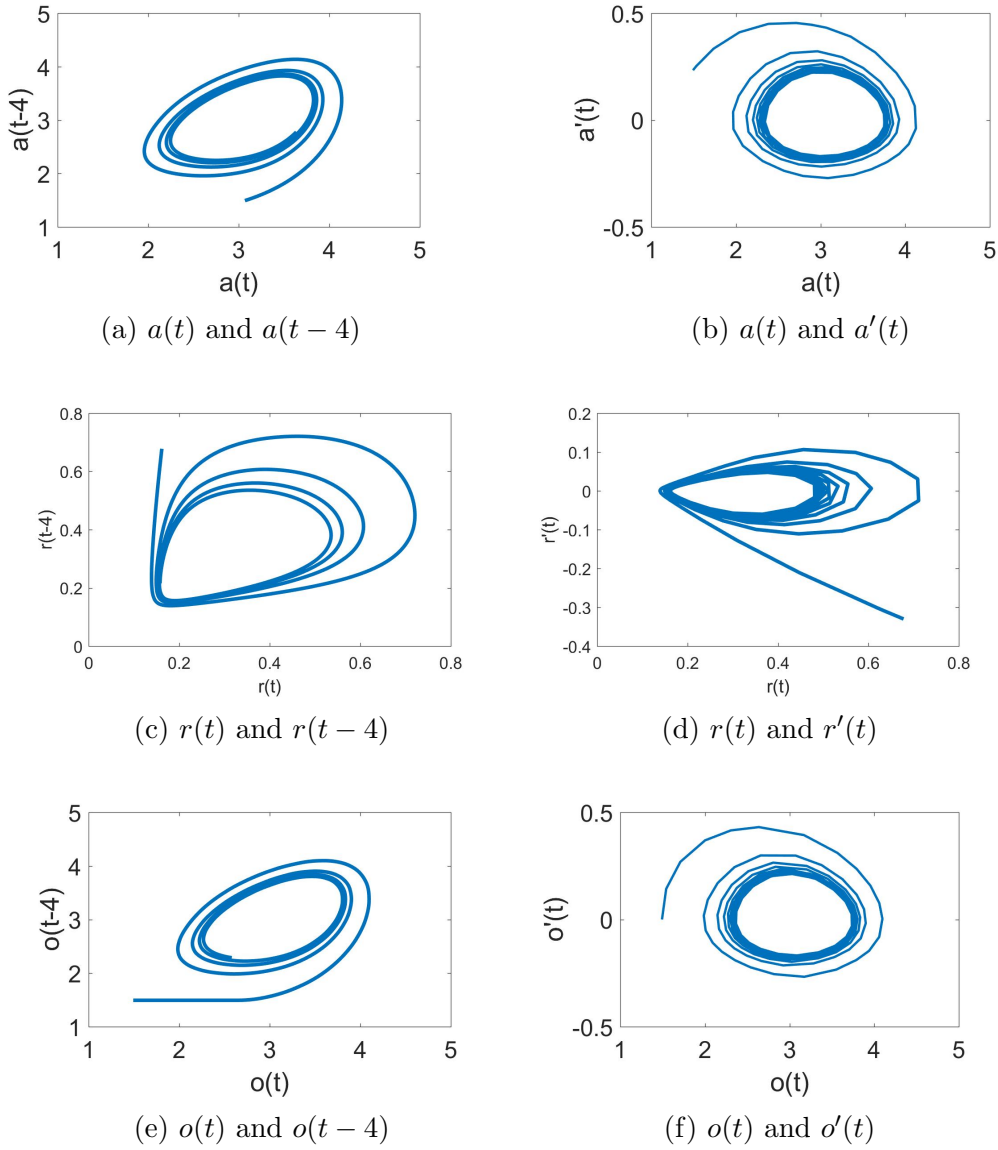 5
4
3
2
1
a(t-4)
1 2 3 4 5
a(t)
(a) a(t) and a(t − 4)
0.5
0
-0.5
a'(t)
1 2 3 4 5
a(t)
(b) a(t) and a′(t)
0.8
0.6
0.4
0.2
0
r(t-4)
0 0.2 0.4 0.6 0.8
r(t)
(c) r(t) and r(t − 4)
0.2
0.1
0
-0.1
-0.2
-0.3
-0.4
r'(t)
0 0.2 0.4 0.6 0.8
r(t)
(d) r(t) and r′(t)
5
4
3
2
1
o(t-4)
1 2 3 4 5
o(t)
(e) o(t) and o(t − 4)
0.5
0
-0.5
o'(t)
1 2 3 4 5
o(t)
(f) o(t) and o′(t)